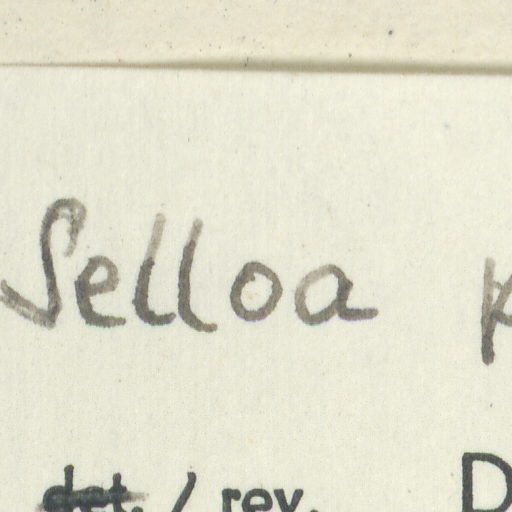 Selloa p
det. / rev. D